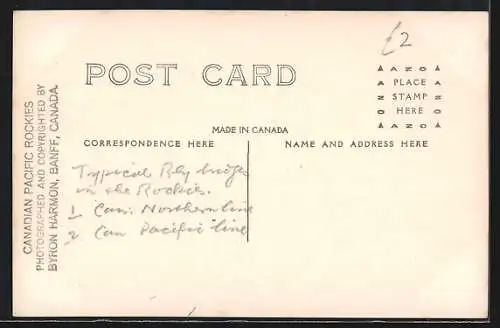 £2
POST CARD
AZO
PLACE
STAMP
HERE
AZO
MADE IN CANADA
CORRESPONDENCE HERE
NAME AND ADDRESS HERE
Typical Rly bridges
in the Rockies.
1 Can. Northern line
2 Can Pacific line
CANADIAN PACIFIC ROCKIES
PHOTOGRAPHED AND COPYRIGHTED BY
BYRON HARMON, BANFF, CANADA.